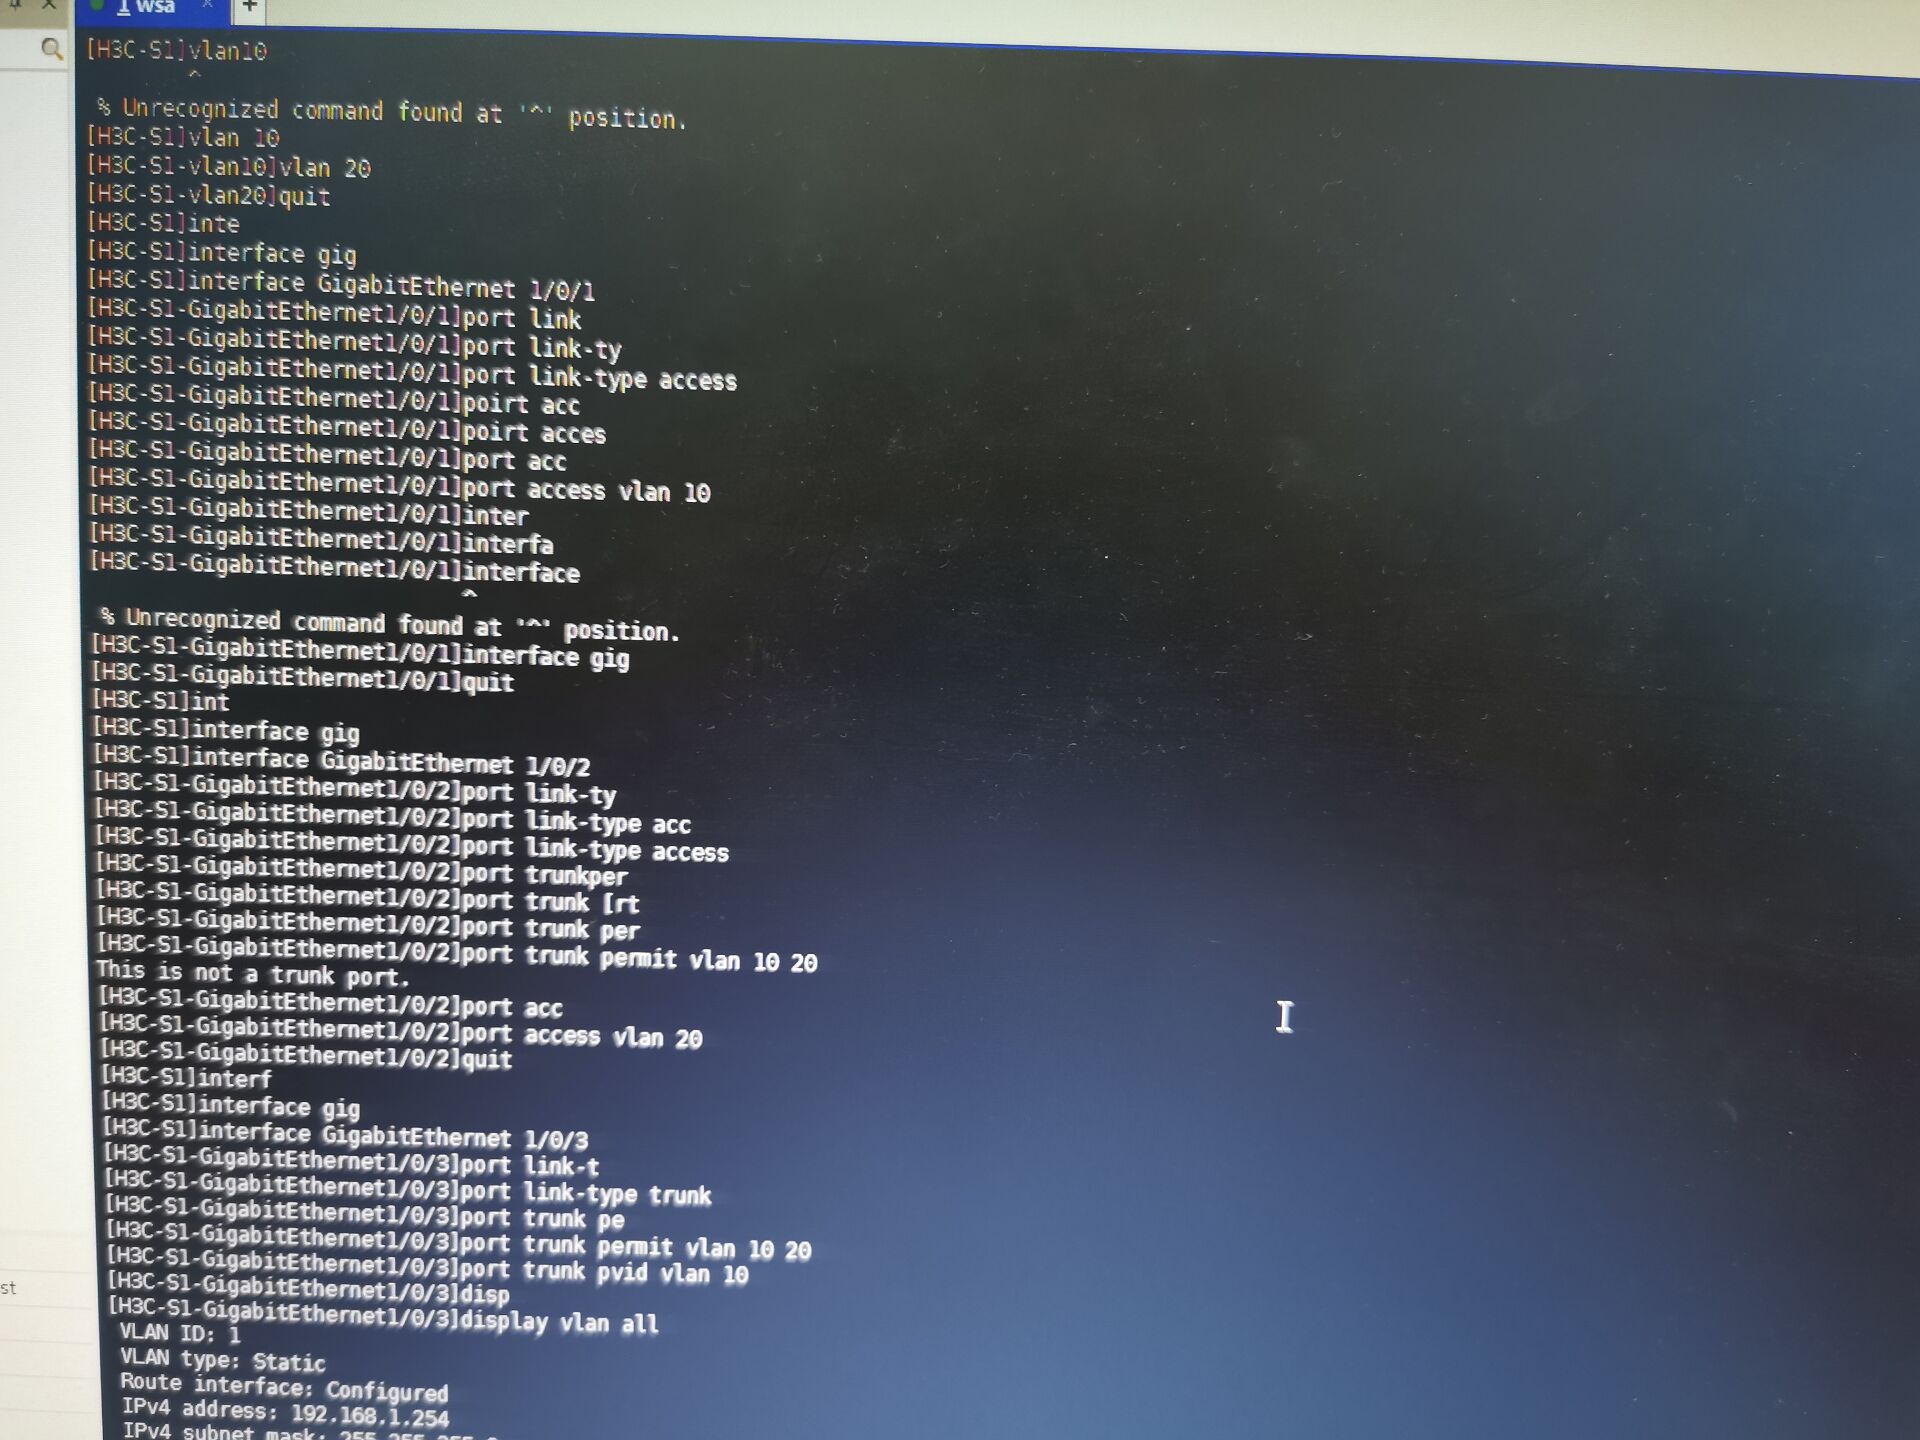 1 wsa × +
[H3C-S1]vlan10
^
% Unrecognized command found at '^' position.
[H3C-S1]vlan 10
[H3C-S1-vlan10]vlan 20
[H3C-S1-vlan20]quit
[H3C-S1]inte
[H3C-S1]interface gig
[H3C-S1]interface GigabitEthernet 1/0/1
[H3C-S1-GigabitEthernet1/0/1]port link
[H3C-S1-GigabitEthernet1/0/1]port link-ty
[H3C-S1-GigabitEthernet1/0/1]port link-type access
[H3C-S1-GigabitEthernet1/0/1]poirt acc
[H3C-S1-GigabitEthernet1/0/1]poirt acces
[H3C-S1-GigabitEthernet1/0/1]port acc
[H3C-S1-GigabitEthernet1/0/1]port access vlan 10
[H3C-S1-GigabitEthernet1/0/1]inter
[H3C-S1-GigabitEthernet1/0/1]interfa
[H3C-S1-GigabitEthernet1/0/1]interface
^
% Unrecognized command found at '^' position.
[H3C-S1-GigabitEthernet1/0/1]interface gig
[H3C-S1-GigabitEthernet1/0/1]quit
[H3C-S1]int
[H3C-S1]interface gig
[H3C-S1]interface GigabitEthernet 1/0/2
[H3C-S1-GigabitEthernet1/0/2]port link-ty
[H3C-S1-GigabitEthernet1/0/2]port link-type acc
[H3C-S1-GigabitEthernet1/0/2]port link-type access
[H3C-S1-GigabitEthernet1/0/2]port trunkper
[H3C-S1-GigabitEthernet1/0/2]port trunk [rt
[H3C-S1-GigabitEthernet1/0/2]port trunk per
[H3C-S1-GigabitEthernet1/0/2]port trunk permit vlan 10 20
This is not a trunk port.
[H3C-S1-GigabitEthernet1/0/2]port acc
[H3C-S1-GigabitEthernet1/0/2]port access vlan 20
[H3C-S1-GigabitEthernet1/0/2]quit
[H3C-S1]interf
[H3C-S1]interface gig
[H3C-S1]interface GigabitEthernet 1/0/3
[H3C-S1-GigabitEthernet1/0/3]port link-t
[H3C-S1-GigabitEthernet1/0/3]port link-type trunk
[H3C-S1-GigabitEthernet1/0/3]port trunk pe
[H3C-S1-GigabitEthernet1/0/3]port trunk permit vlan 10 20
[H3C-S1-GigabitEthernet1/0/3]port trunk pvid vlan 10
[H3C-S1-GigabitEthernet1/0/3]disp
[H3C-S1-GigabitEthernet1/0/3]display vlan all
VLAN ID: 1
VLAN type: Static
Route interface: Configured
IPv4 address: 192.168.1.254
IPv4 subnet mask:
st